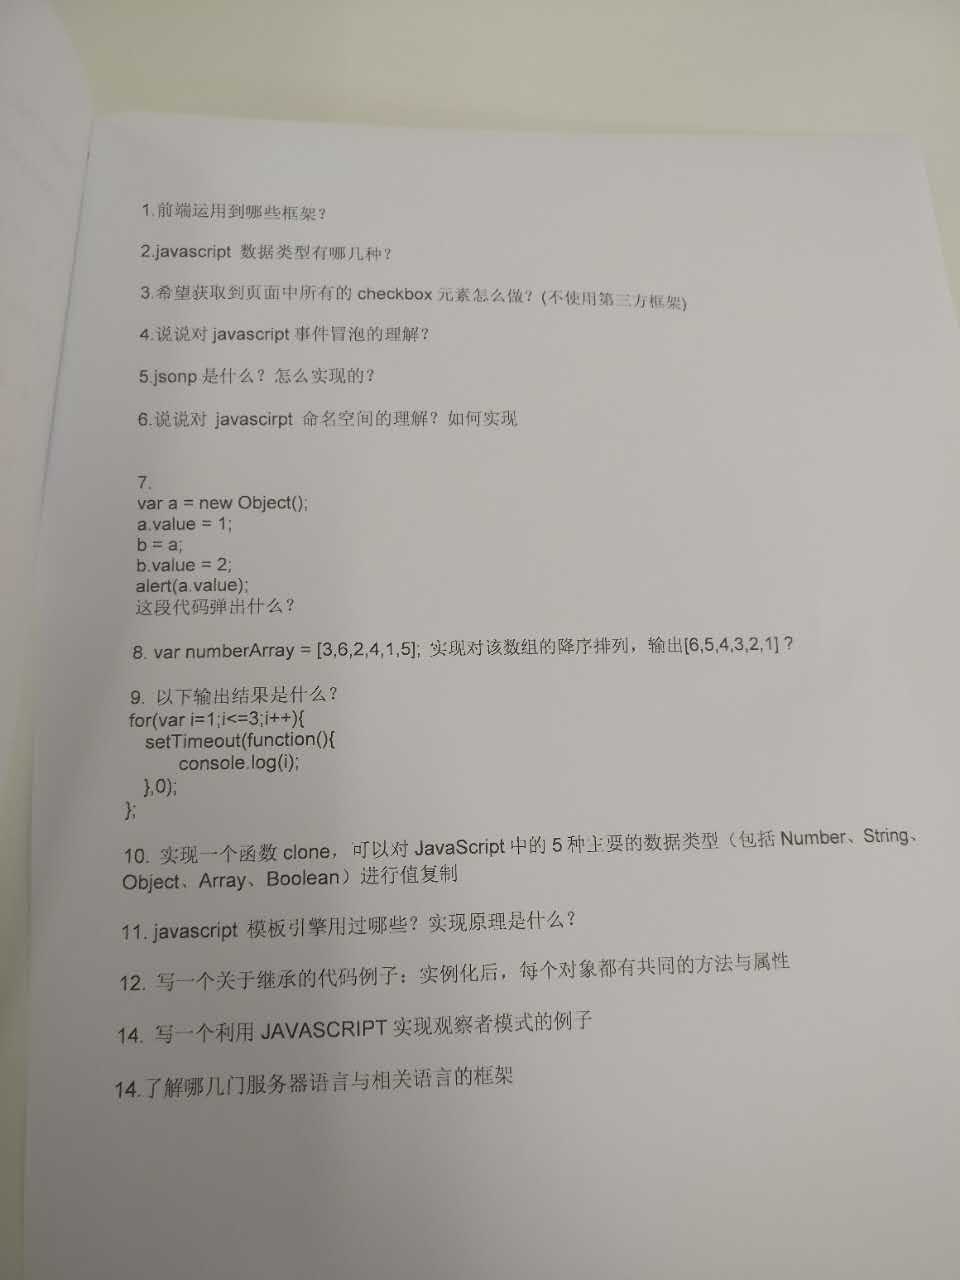 1.前端运用到哪些框架？
2.javascript 数据类型有哪几种？
3.希望获取到页面中所有的 checkbox 元素怎么做？(不使用第三方框架)
4.说说对 javascript 事件冒泡的理解？
5.jsonp 是什么？怎么实现的？
6.说说对 javascirpt 命名空间的理解？如何实现
7.
var a = new Object();
a.value = 1;
b = a;
b.value = 2;
alert(a.value);
这段代码弹出什么？
8. var numberArray = [3,6,2,4,1,5]; 实现对该数组的降序排列，输出[6,5,4,3,2,1]？
9. 以下输出结果是什么？
for(var i=1;i<=3;i++){
setTimeout(function(){
console.log(i);
},0);
};
10. 实现一个函数 clone，可以对 JavaScript 中的 5 种主要的数据类型（包括 Number、String、
Object、Array、Boolean）进行值复制
11. javascript 模板引擎用过哪些？实现原理是什么？
12. 写一个关于继承的代码例子：实例化后，每个对象都有共同的方法与属性
14. 写一个利用 JAVASCRIPT 实现观察者模式的例子
14.了解哪几门服务器语言与相关语言的框架